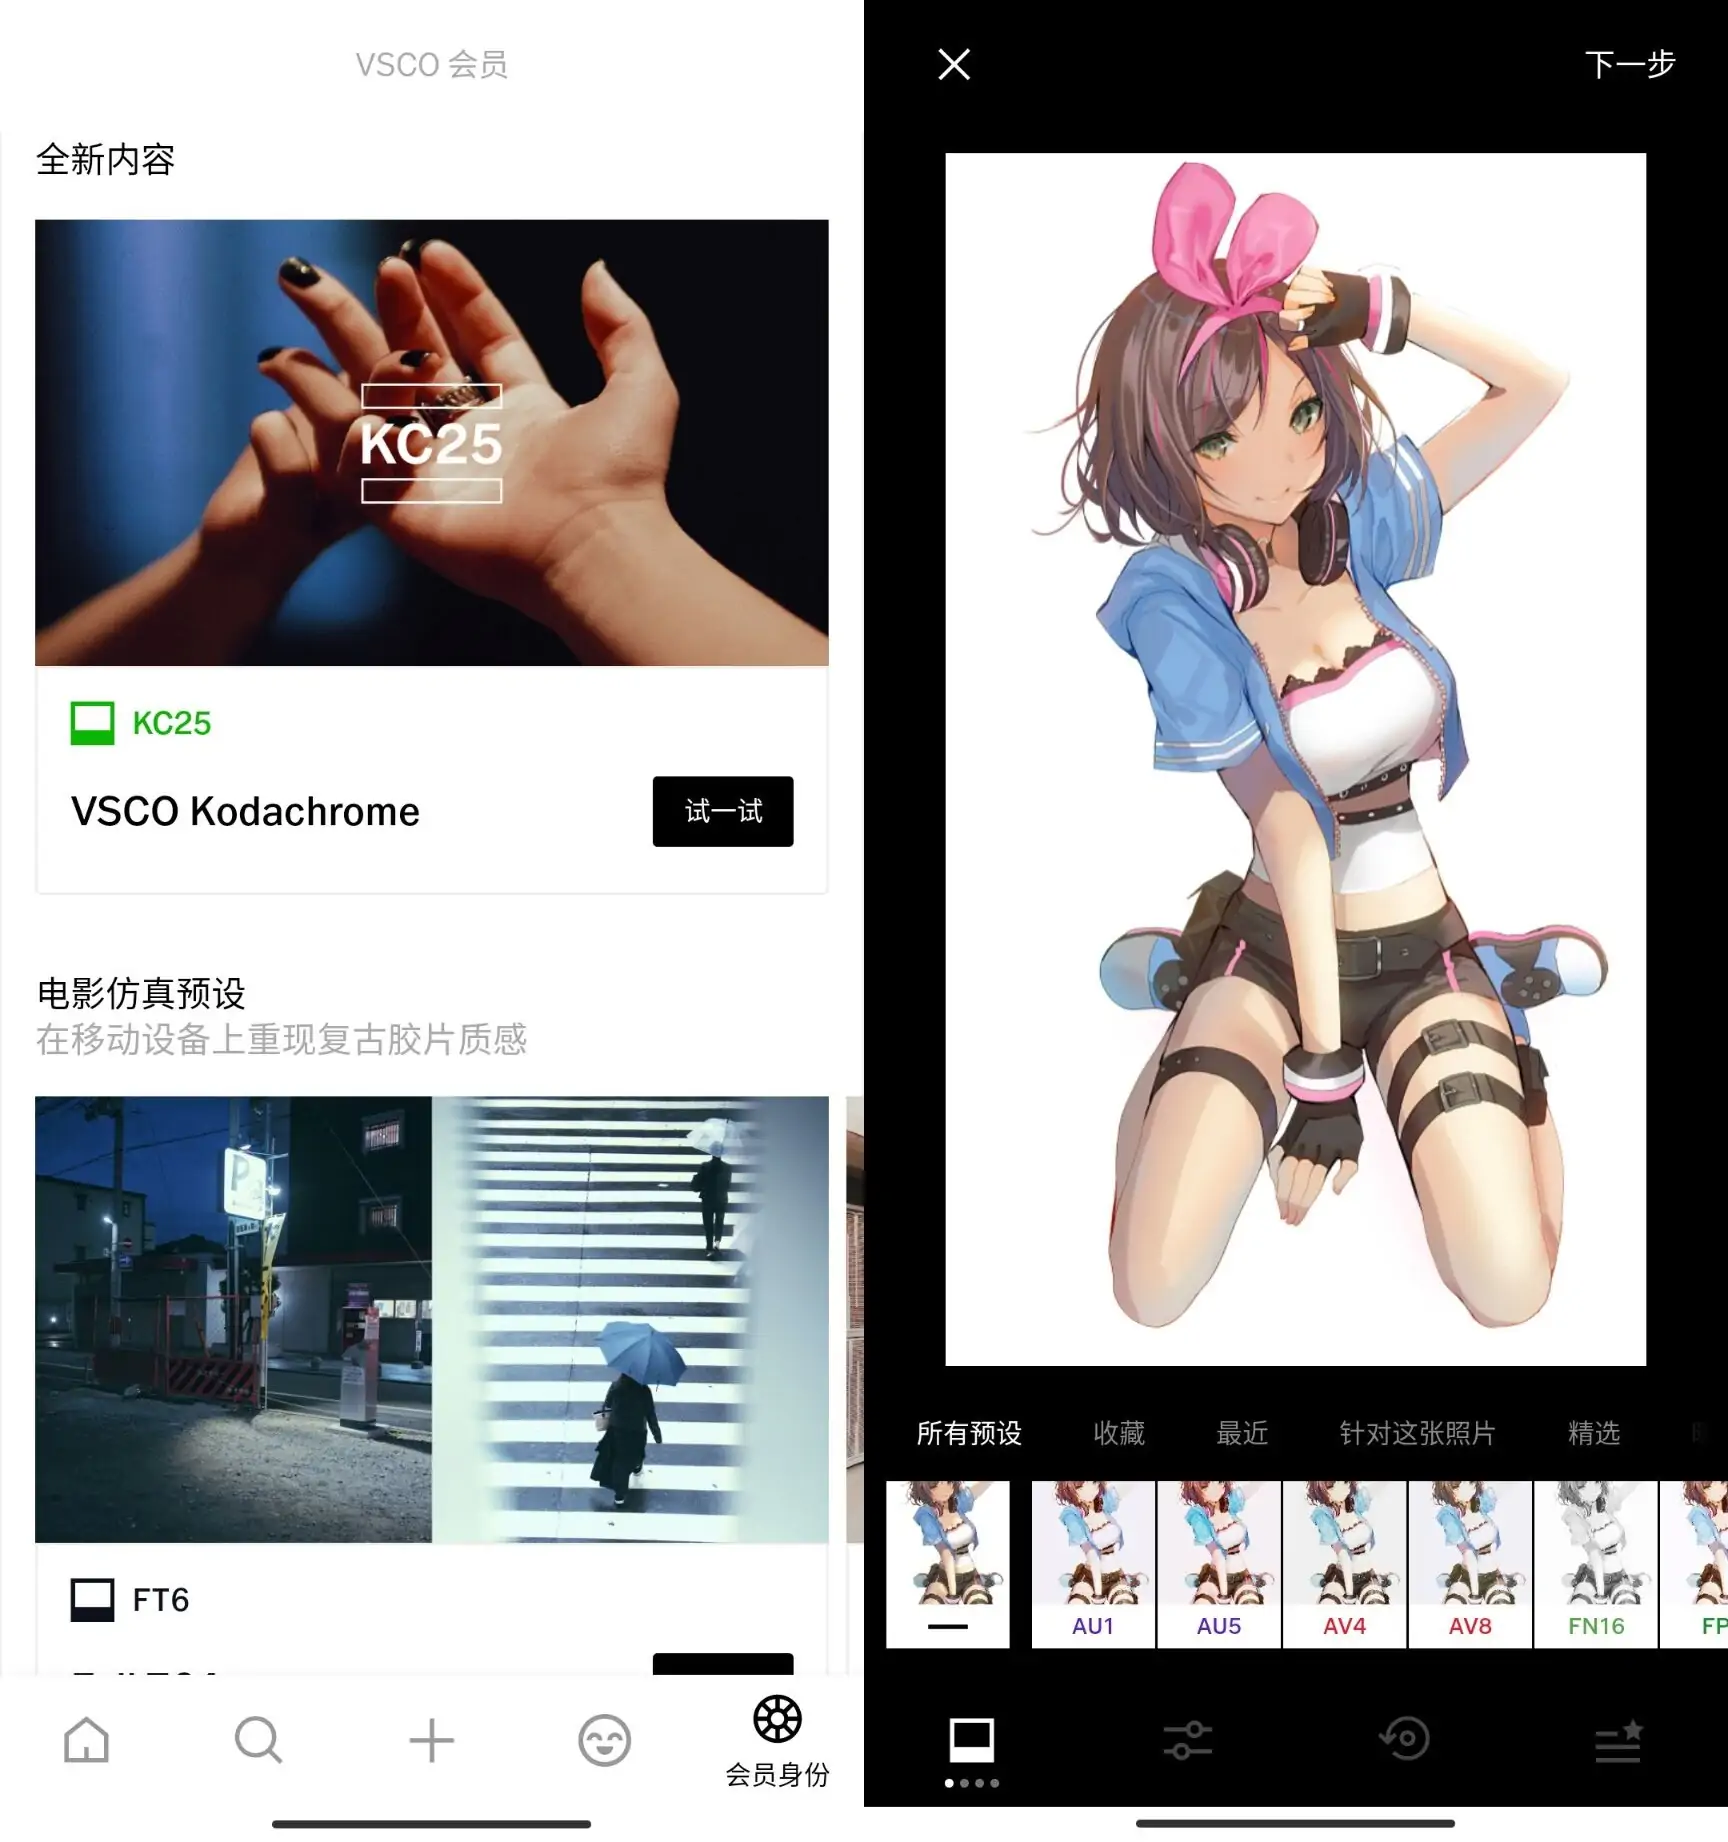 VSCO 会员
全新内容
KC25
KC25
VSCO Kodachrome
试一试
电影仿真预设
在移动设备上重现复古胶片质感
P
FT6
会员身份
下一步
所有预设
收藏
最近
针对这张照片
精选
AU1
AU5
AV4
AV8
FN16
FP